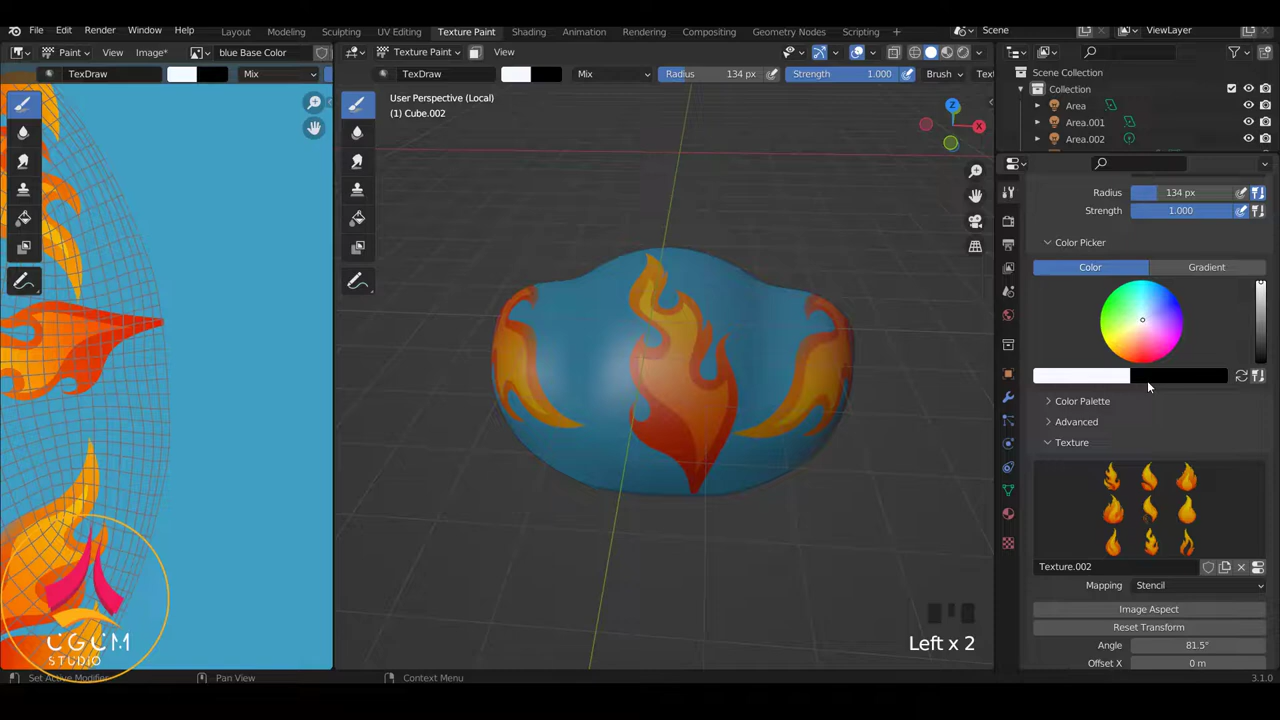 File Edit Render Window Help Layout Modeling Sculpting UV Editing Texture Paint Shading Animation Rendering Compositing Geometry Nodes Scripting Scene ViewLayer
Paint View Image* blue Base Color Texture Paint View
TexDraw Mix TexDraw Mix Radius 134 px Strength 1.000 Brush Text
User Perspective (Local)
(1) Cube.002
Z
X
Scene Collection
Collection
Area
Area.001
Area.002
Radius 134 px
Strength 1.000
Color Picker
Color Gradient
Color Palette
Advanced
Texture
Texture.002
Mapping Stencil
Image Aspect
Reset Transform
Angle 81.5°
Offset X 0 m
Left x 2
CGCM
STUDIO
Set Active Modifier Pan View Context Menu 3.1.0